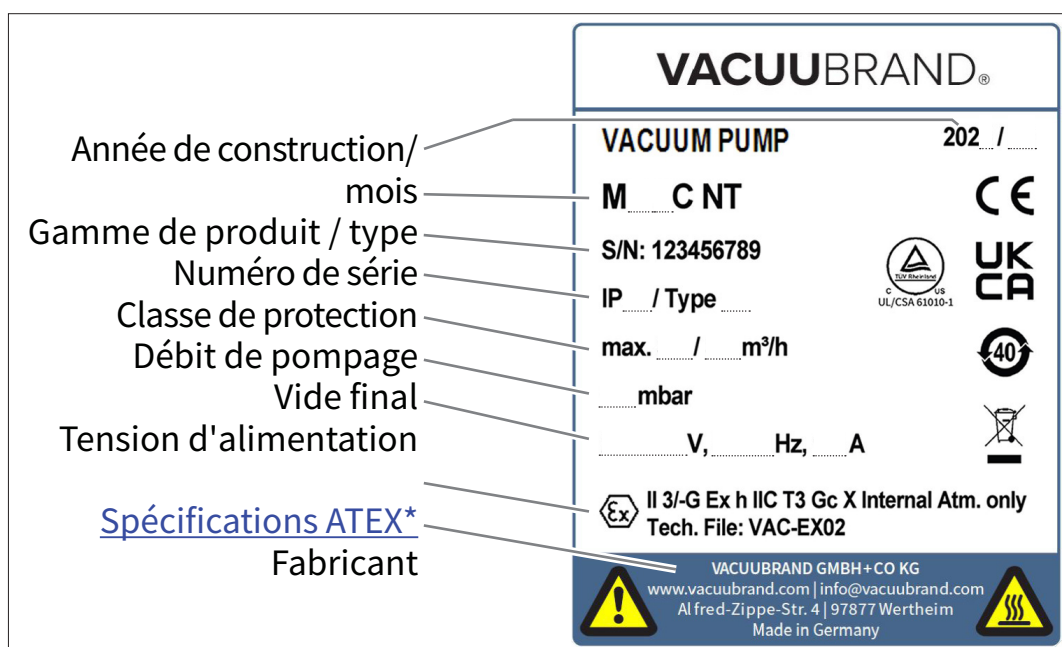 Année de construction/
mois
Gamme de produit / type
Numéro de série
Classe de protection
Débit de pompage
Vide final
Tension d'alimentation
Spécifications ATEX*
Fabricant
VACUUBRAND®
VACUUM PUMP 202.../......
M...... ......C NT
CE
S/N: 123456789
TÜV Rheinland
C US
UL/CSA 61010-1
UK
CA
IP....../ Type ......
max. ....../ ......m³/h
40
......mbar
............V, ............Hz, ......A
Ex II 3/-G Ex h IIC T3 Gc X Internal Atm. only
Tech. File: VAC-EX02
VACUUBRAND GMBH+CO KG
www.vacuubrand.com | info@vacuubrand.com
Alfred-Zippe-Str. 4 | 97877 Wertheim
Made in Germany